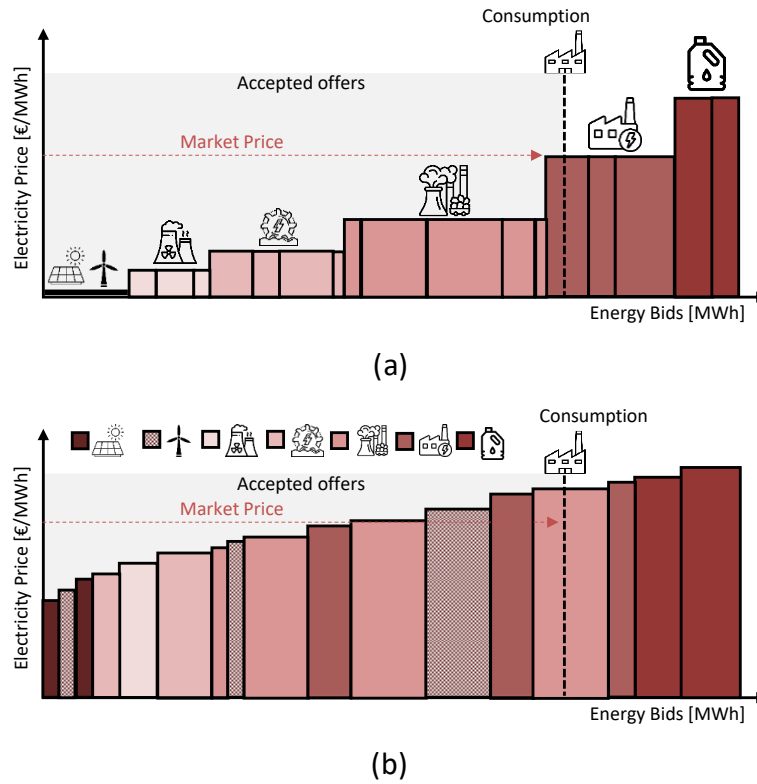 Consumption
Accepted offers
Market Price
Electricity Price [€/MWh]
Energy Bids [MWh]
(a)
Consumption
Accepted offers
Market Price
Electricity Price [€/MWh]
Energy Bids [MWh]
(b)